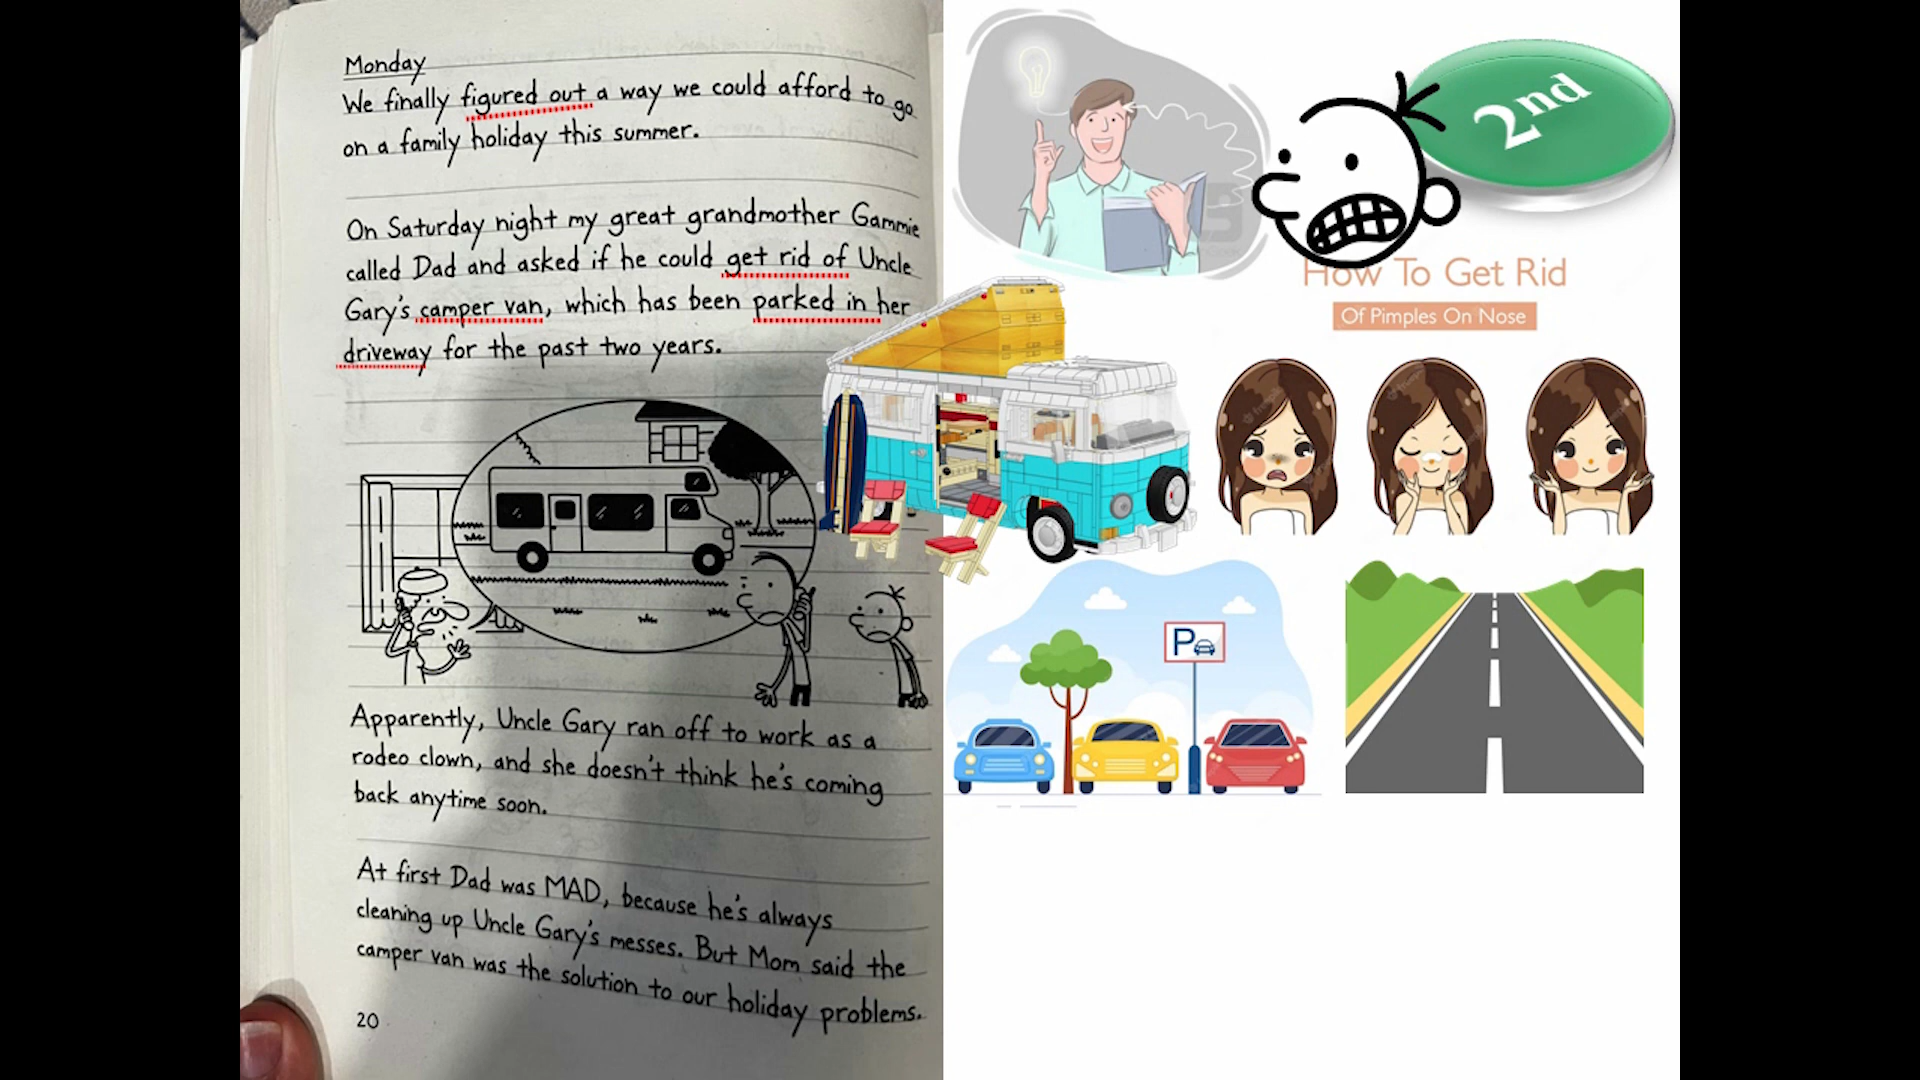 Monday
We finally figured out a way we could afford to go
on a family holiday this summer.
On Saturday night my great grandmother Gammie
called Dad and asked if he could get rid of Uncle
Gary's camper van, which has been parked in her
driveway for the past two years.
Apparently, Uncle Gary ran off to work as a
rodeo clown, and she doesn't think he's coming
back anytime soon.
At first Dad was MAD, because he's always
cleaning up Uncle Gary's messes. But Mom said the
camper van was the solution to our holiday problems.
20
2nd
How To Get Rid
Of Pimples On Nose
P